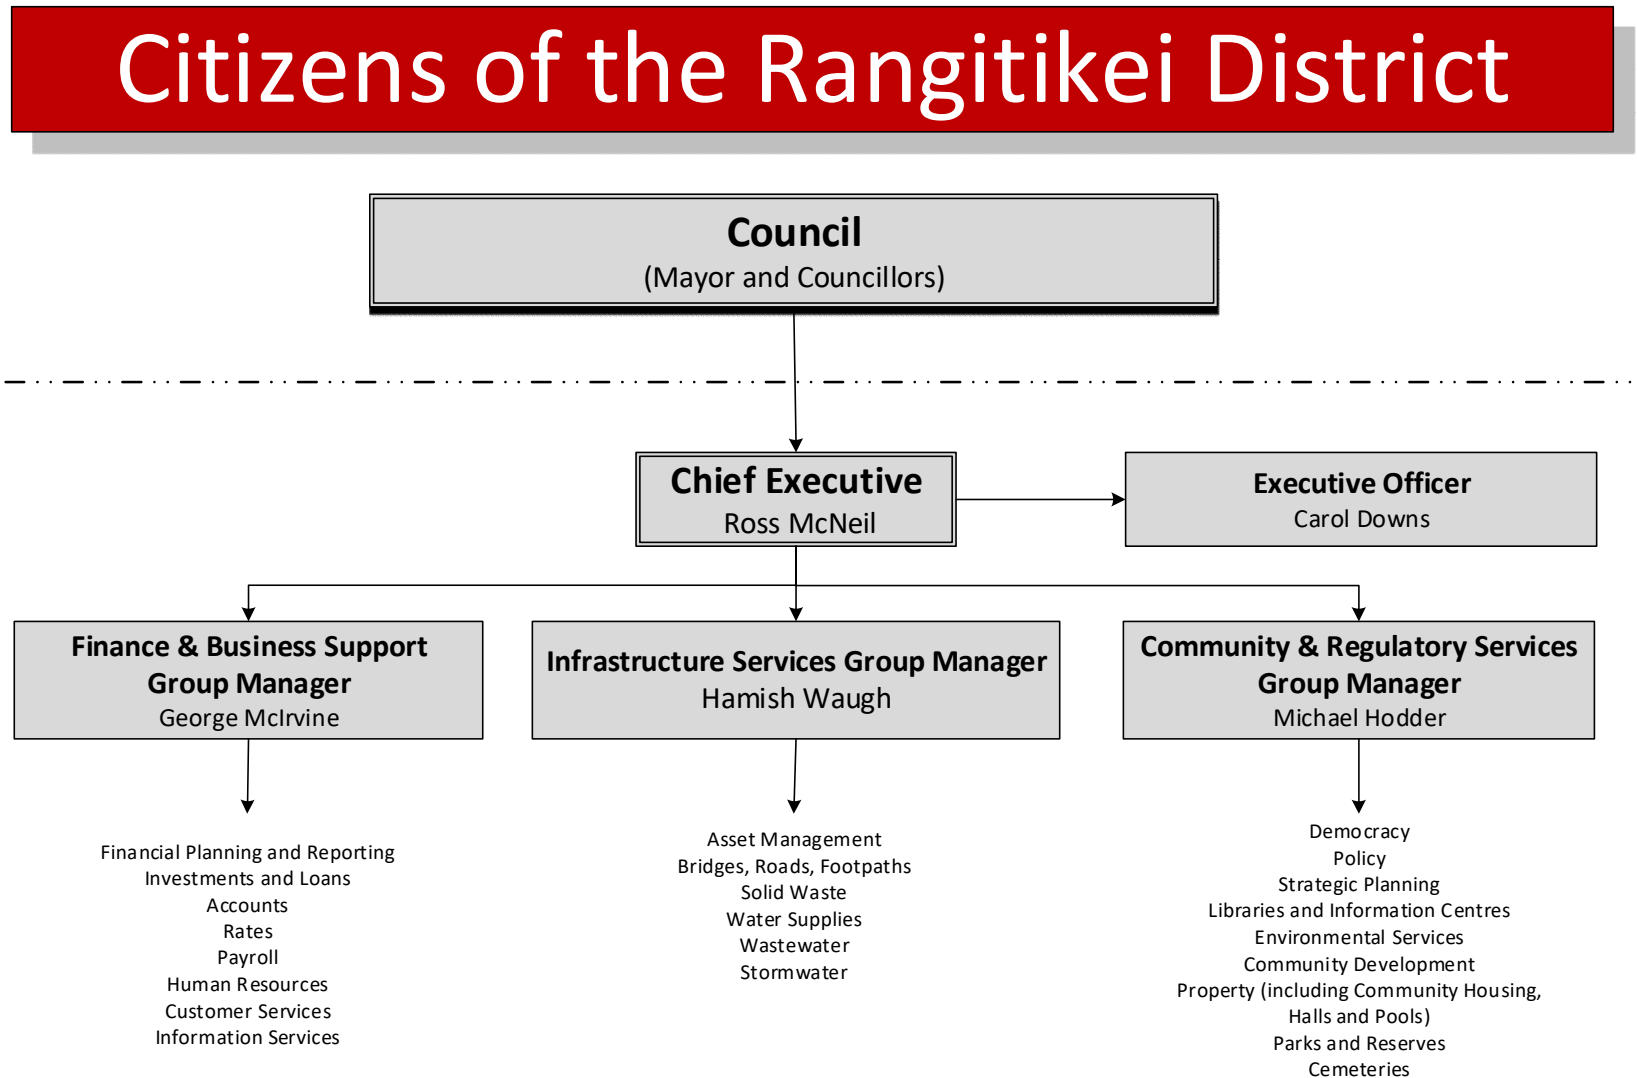 Citizens of the Rangitikei District
Council
(Mayor and Councillors)
Chief Executive
Ross McNeil
Executive Officer
Carol Downs
Finance & Business Support
Group Manager
George McIrvine
Infrastructure Services Group Manager
Hamish Waugh
Community & Regulatory Services
Group Manager
Michael Hodder
Financial Planning and Reporting
Investments and Loans
Accounts
Rates
Payroll
Human Resources
Customer Services
Information Services
Asset Management
Bridges, Roads, Footpaths
Solid Waste
Water Supplies
Wastewater
Stormwater
Democracy
Policy
Strategic Planning
Libraries and Information Centres
Environmental Services
Community Development
Property (including Community Housing,
Halls and Pools)
Parks and Reserves
Cemeteries